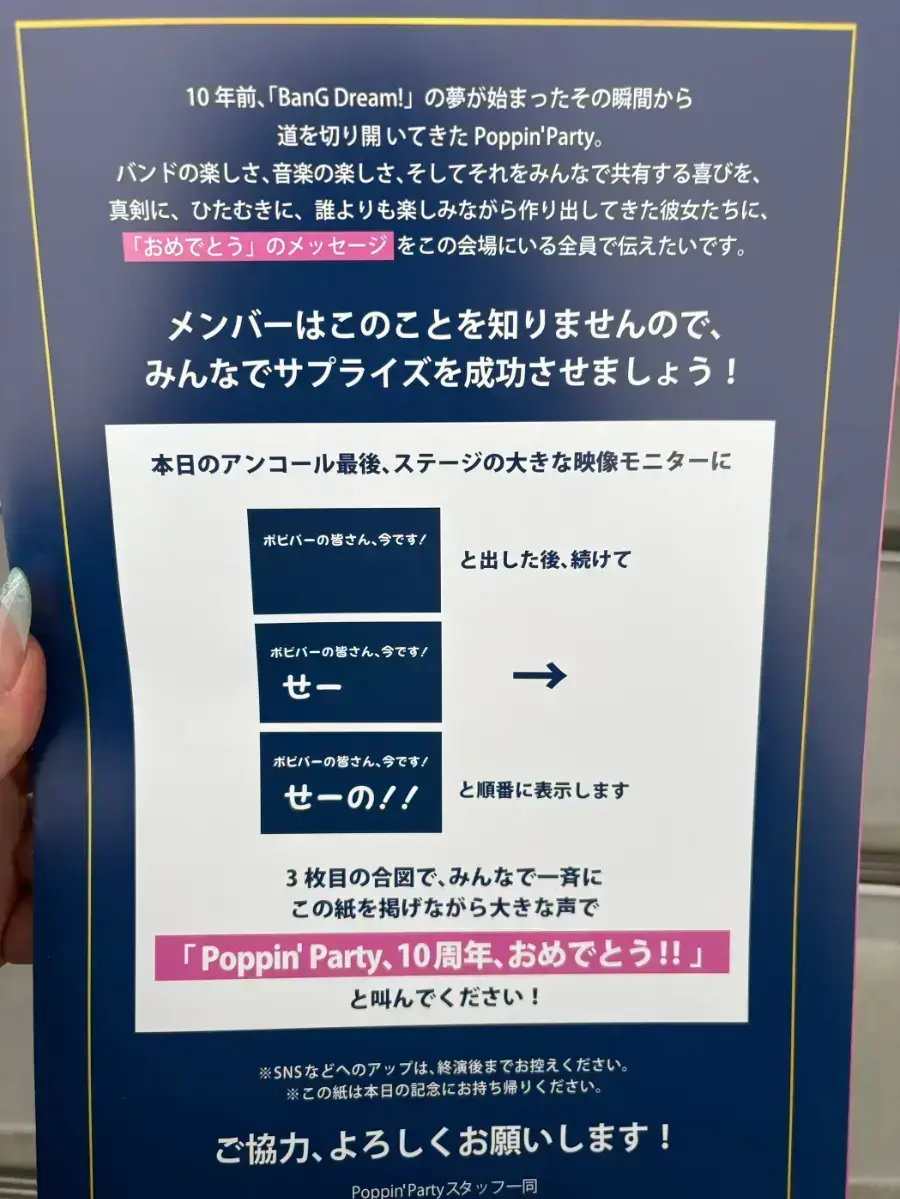 10年前、「BanG Dream!」の夢が始まったその瞬間から
道を切り開いてきたPoppin'Party。
バンドの楽しさ、音楽の楽しさ、そしてそれをみんなで共有する喜びを、
真剣に、ひたむきに、誰よりも楽しみながら作り出してきた彼女たちに、
「おめでとう」のメッセージをこの会場にいる全員で伝えたいです。
メンバーはこのことを知りませんので、
みんなでサプライズを成功させましょう！
本日のアンコール最後、ステージの大きな映像モニターに
ポピパーの皆さん、今です!
と出した後、続けて
ポピパーの皆さん、今です!
せー
→
ポピパーの皆さん、今です!
せーの!!
と順番に表示します
3枚目の合図で、みんなで一斉に
この紙を掲げながら大きな声で
「Poppin' Party、10周年、おめでとう!!」
と叫んでください！
※SNSなどへのアップは、終演後までお控えください。
※この紙は本日の記念にお持ち帰りください。
ご協力、よろしくお願いします！
Poppin'Partyスタッフ一同